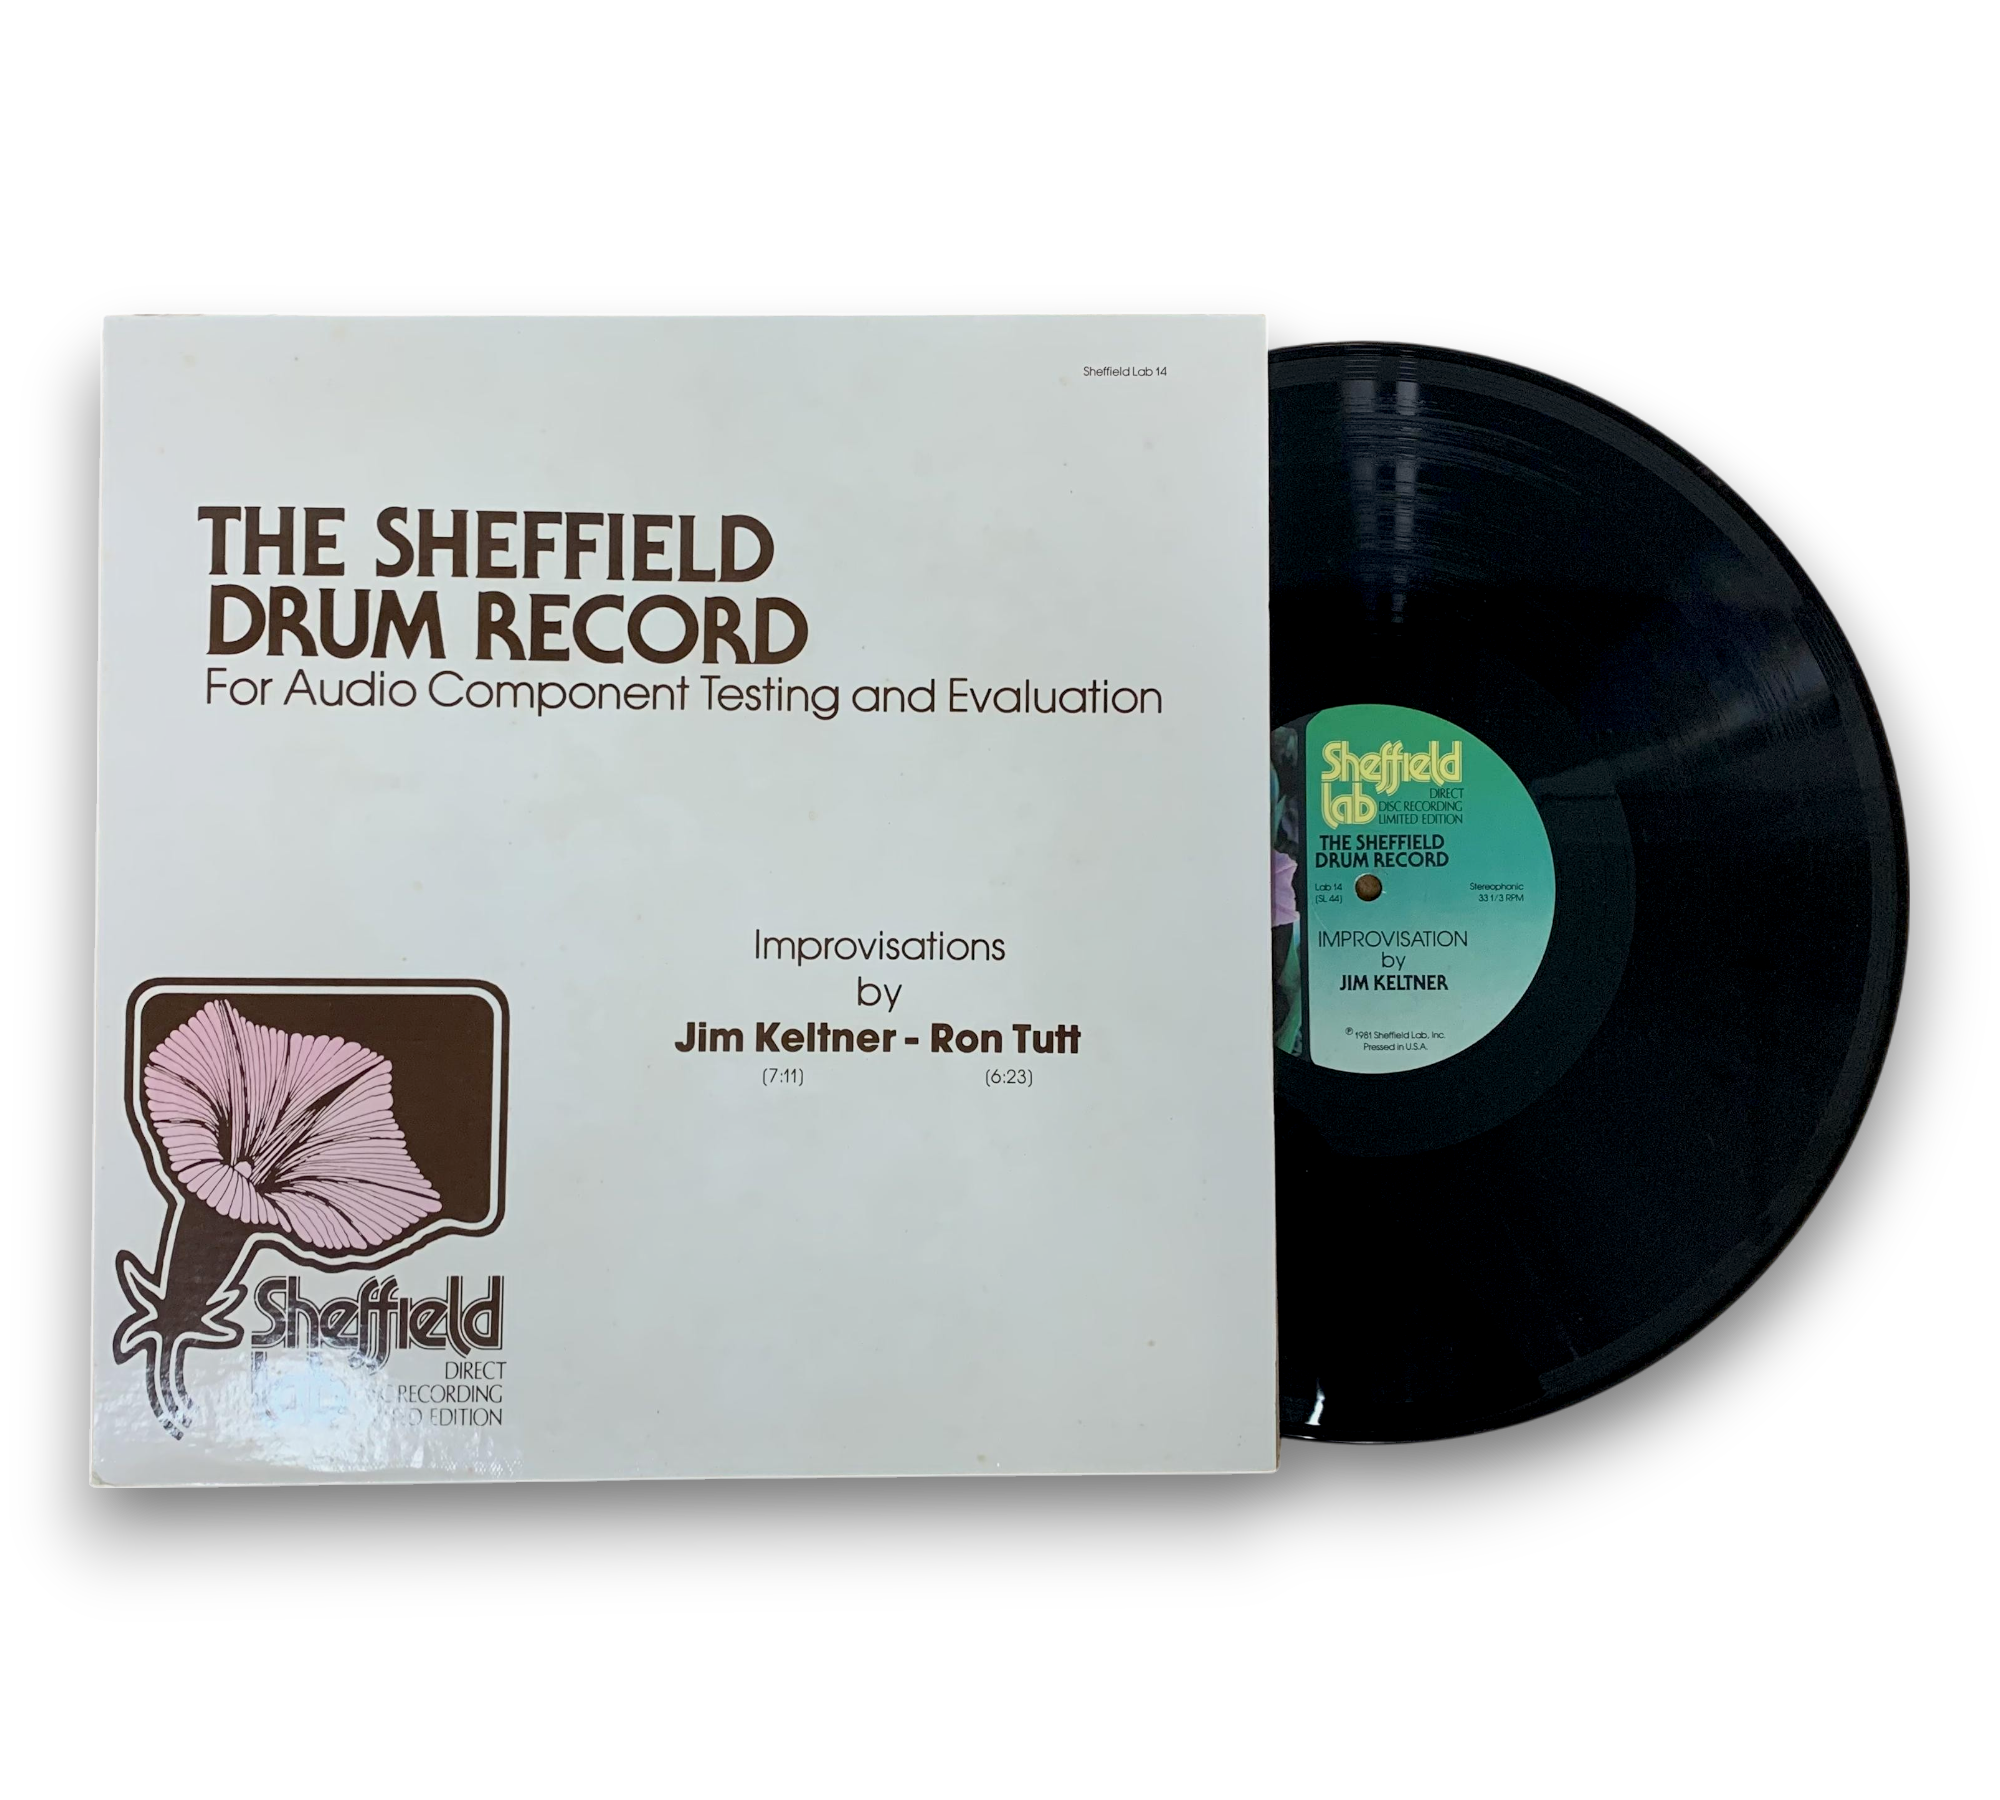 Sheffield Lab 14
THE SHEFFIELD
DRUM RECORD
For Audio Component Testing and Evaluation
Improvisations
by
Jim Keltner - Ron Tutt
(7:11) (6:23)
Sheffield
DIRECT
RECORDING
EDITION
Sheffield
lab DIRECT
DISC RECORDING
LIMITED EDITION
THE SHEFFIELD
DRUM RECORD
Lab 14 Stereophonic
(SL 44) 33 1/3 RPM
IMPROVISATION
by
JIM KELTNER
℗ 1981 Sheffield Lab, Inc.
Pressed in U.S.A.